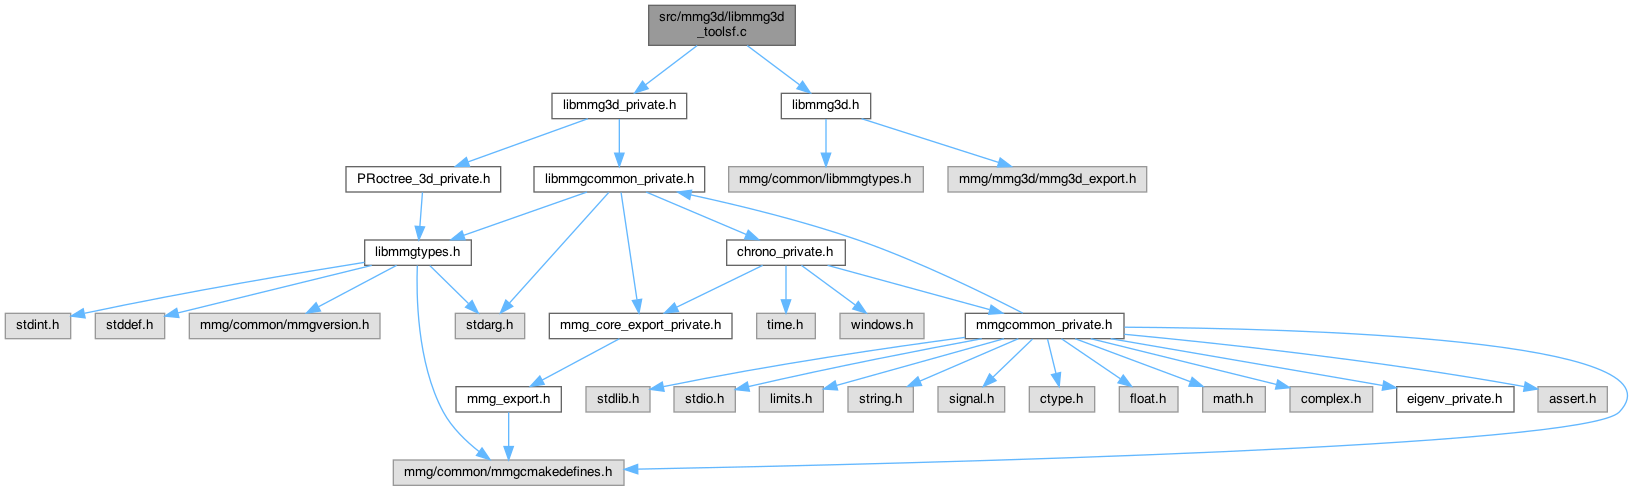 src/mmg3d/libmmg3d
_toolsf.c
libmmg3d_private.h
libmmg3d.h
PRoctree_3d_private.h
libmmgcommon_private.h
mmg/common/libmmgtypes.h
mmg/mmg3d/mmg3d_export.h
libmmgtypes.h
chrono_private.h
stdint.h
stddef.h
mmg/common/mmgversion.h
stdarg.h
mmg_core_export_private.h
time.h
windows.h
mmgcommon_private.h
mmg_export.h
stdlib.h
stdio.h
limits.h
string.h
signal.h
ctype.h
float.h
math.h
complex.h
eigenv_private.h
assert.h
mmg/common/mmgcmakedefines.h